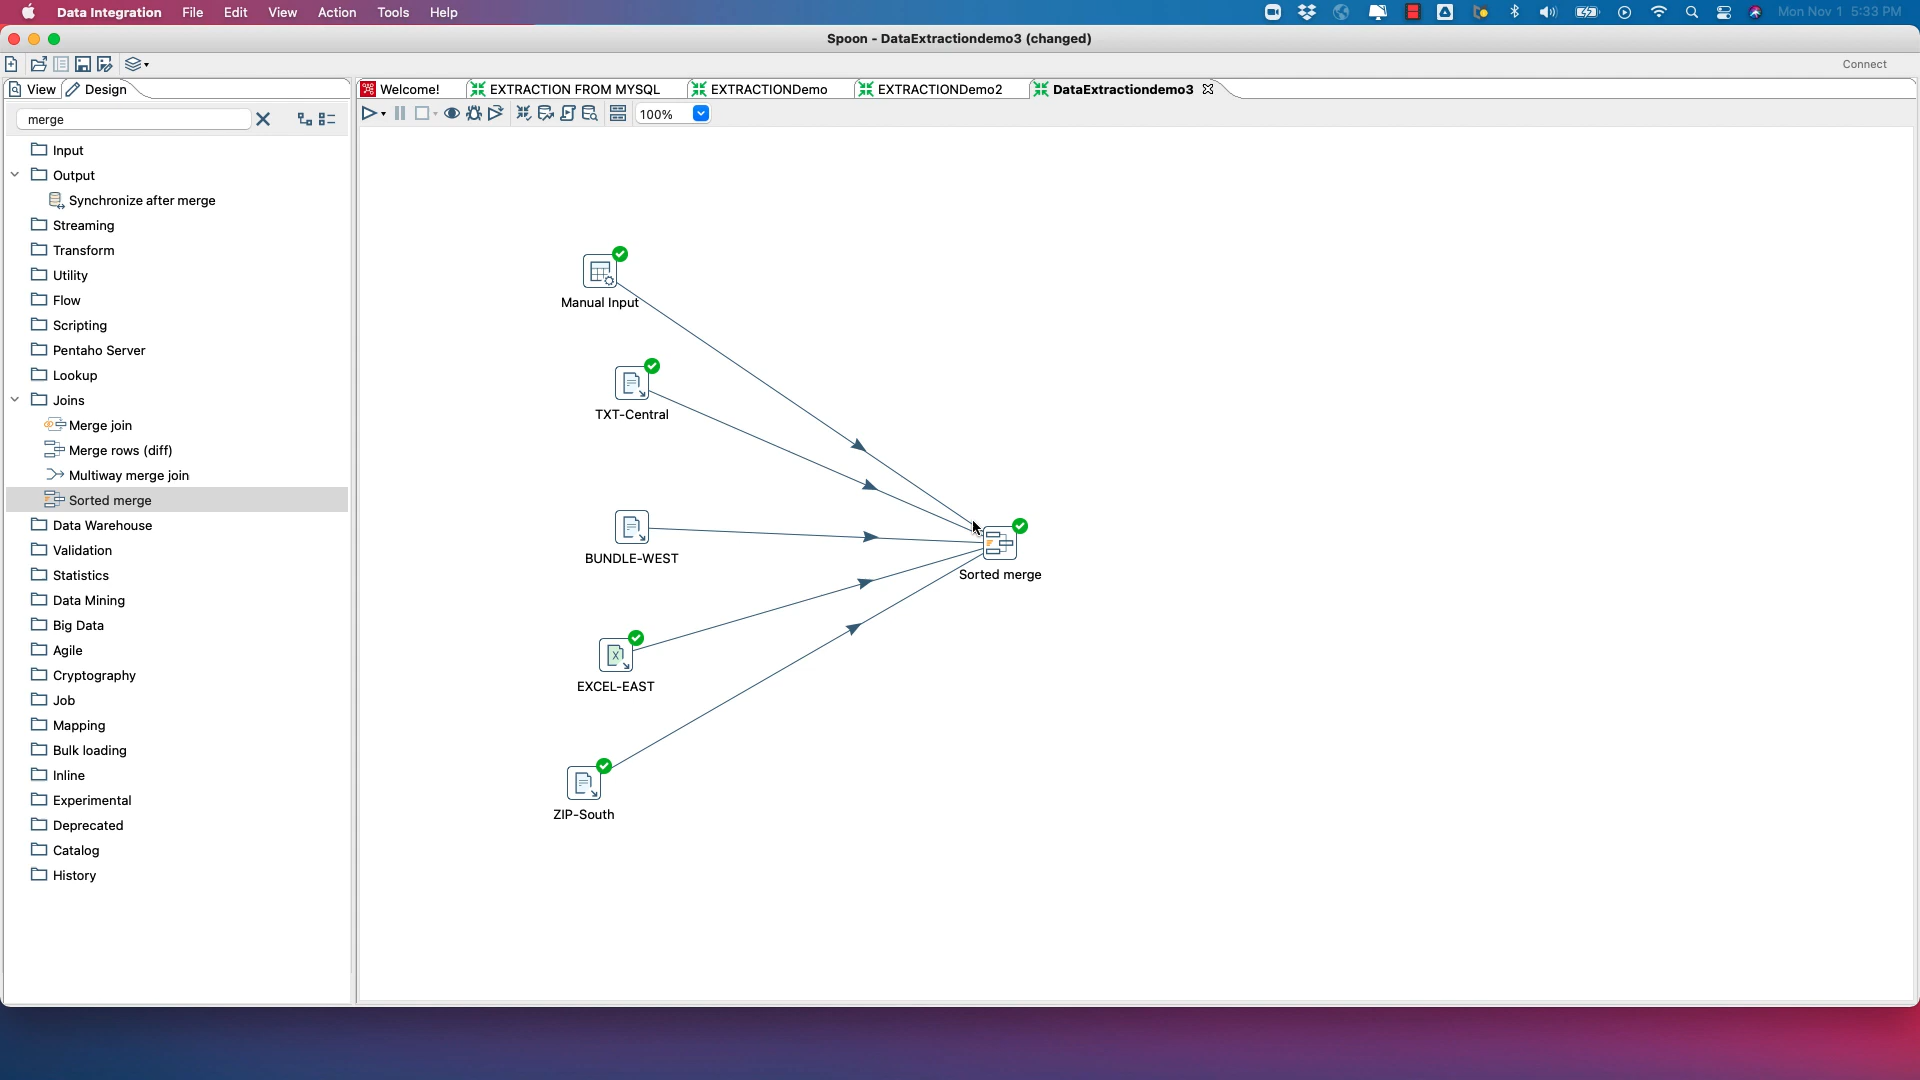 Data Integration File Edit View Action Tools Help Mon Nov 1 5:33 PM
Spoon - DataExtractiondemo3 (changed)
Connect
View Design
Welcome! EXTRACTION FROM MYSQL EXTRACTIONDemo EXTRACTIONDemo2 DataExtractiondemo3
merge
100%
Input
Output
Synchronize after merge
Streaming
Transform
Utility
Flow
Scripting
Pentaho Server
Lookup
Joins
Merge join
Merge rows (diff)
Multiway merge join
Sorted merge
Data Warehouse
Validation
Statistics
Data Mining
Big Data
Agile
Cryptography
Job
Mapping
Bulk loading
Inline
Experimental
Deprecated
Catalog
History
Manual Input
TXT-Central
BUNDLE-WEST
Sorted merge
EXCEL-EAST
ZIP-South